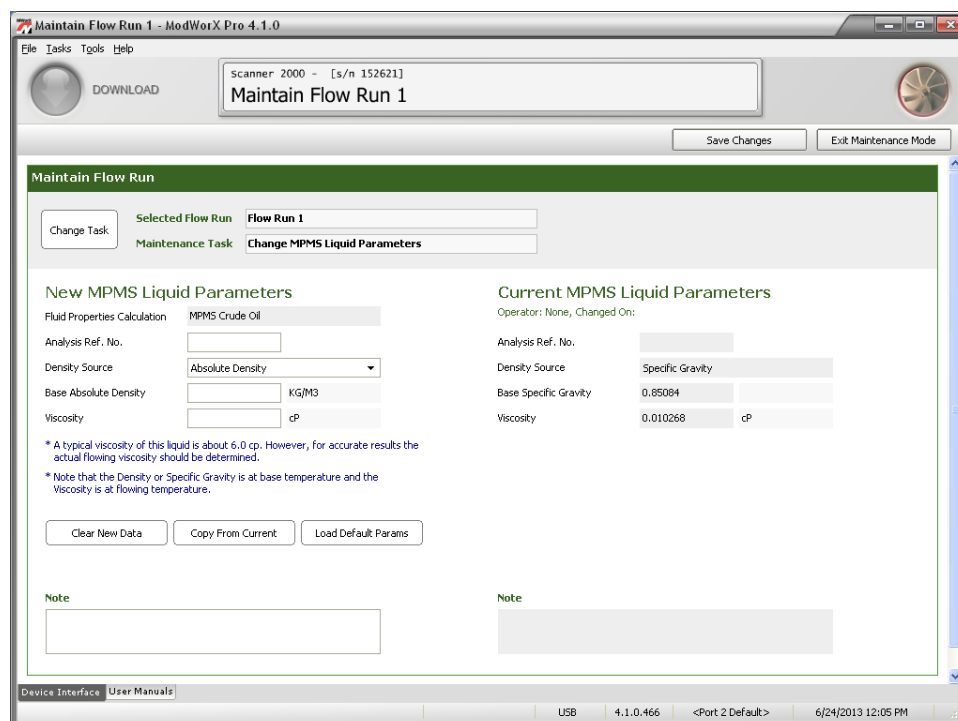 Maintain Flow Run 1 - ModWorX Pro 4.1.0
File Tasks Tools Help
DOWNLOAD
Scanner 2000 - [s/n 152621]
Maintain Flow Run 1
Save Changes
Exit Maintenance Mode
Maintain Flow Run
Change Task
Selected Flow Run Flow Run 1
Maintenance Task Change MPMS Liquid Parameters
New MPMS Liquid Parameters
Fluid Properties Calculation MPMS Crude Oil
Analysis Ref. No.
Density Source Absolute Density
Base Absolute Density KG/M3
Viscosity cP
* A typical viscosity of this liquid is about 6.0 cp. However, for accurate results the
actual flowing viscosity should be determined.
* Note that the Density or Specific Gravity is at base temperature and the
Viscosity is at flowing temperature.
Clear New Data Copy From Current Load Default Params
Note
Current MPMS Liquid Parameters
Operator: None, Changed On:
Analysis Ref. No.
Density Source Specific Gravity
Base Specific Gravity 0.85084
Viscosity 0.010268 cP
Note
Device Interface User Manuals
USB 4.1.0.466 <Port 2 Default> 6/24/2013 12:05 PM